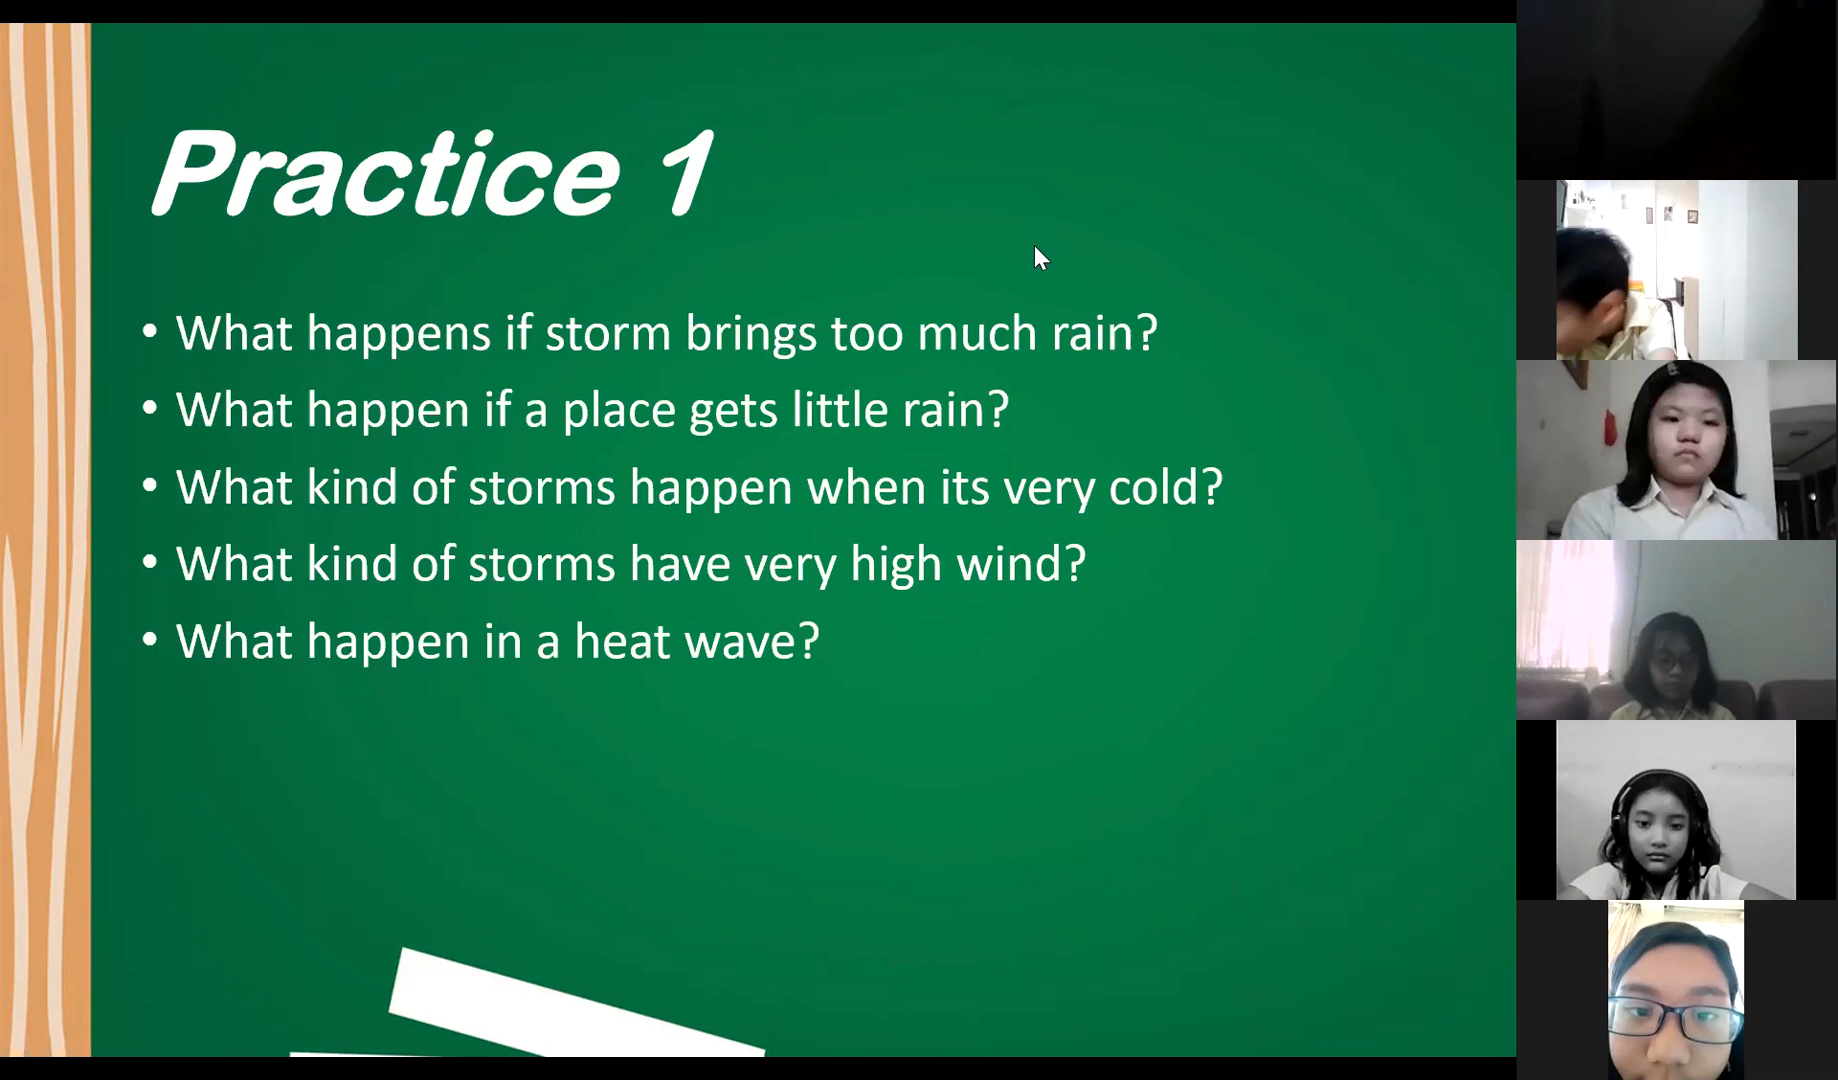 Practice 1
• What happens if storm brings too much rain?
• What happen if a place gets little rain?
• What kind of storms happen when its very cold?
• What kind of storms have very high wind?
• What happen in a heat wave?